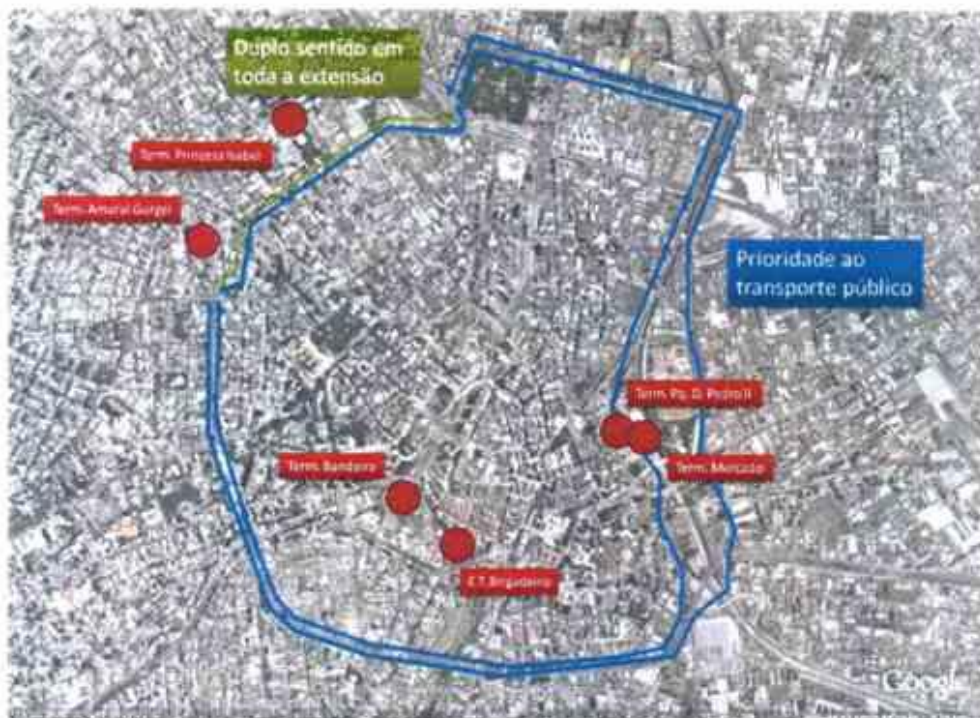 Duplo sentido em
toda a extensão
Term. Princesa Isabel
Term. Amaral Gurgel
Prioridade ao
transporte público
Term. Pq. D. Pedro II
Term. Mercado
Term. Bandeira
E.T. Brigadeiro
Google